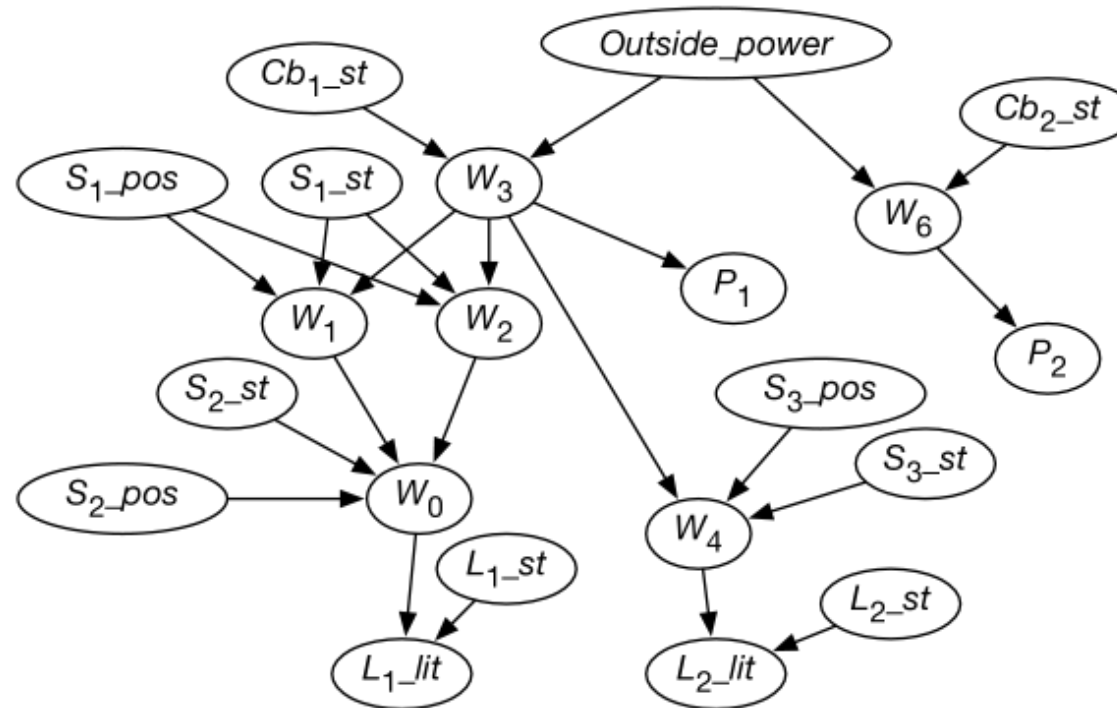 Outside_power
Cb1_st
Cb2_st
S1_pos
S1_st
W3
W6
P1
W1
W2
P2
S2_st
S3_pos
S3_st
S2_pos
W0
W4
L1_st
L2_st
L1_lit
L2_lit